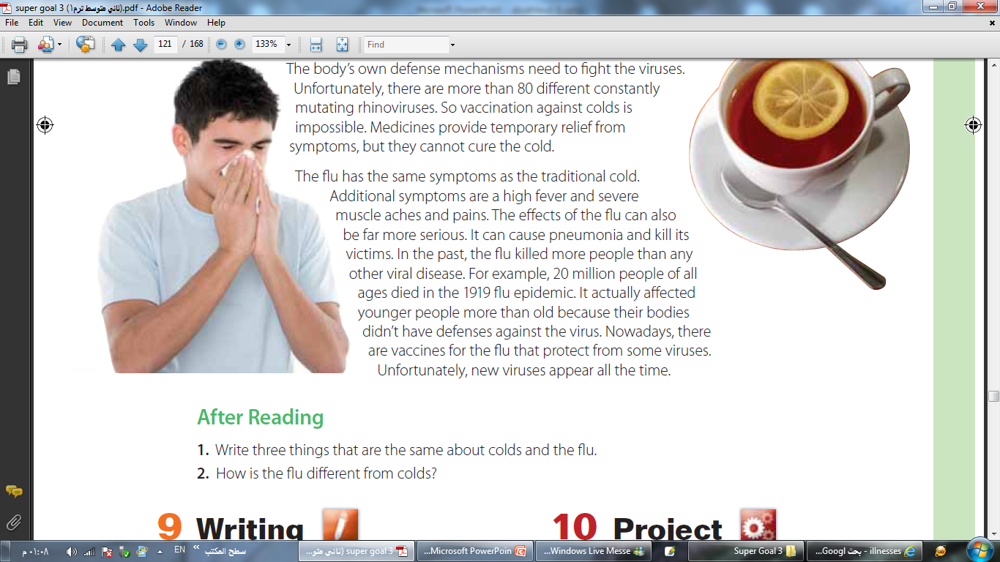 super goal 3 (ثاني متوسط ترم١).pdf - Adobe Reader
File Edit View Document Tools Window Help
121 / 168 133% Find
The body's own defense mechanisms need to fight the viruses.
Unfortunately, there are more than 80 different constantly
mutating rhinoviruses. So vaccination against colds is
impossible. Medicines provide temporary relief from
symptoms, but they cannot cure the cold.
The flu has the same symptoms as the traditional cold.
Additional symptoms are a high fever and severe
muscle aches and pains. The effects of the flu can also
be far more serious. It can cause pneumonia and kill its
victims. In the past, the flu killed more people than any
other viral disease. For example, 20 million people of all
ages died in the 1919 flu epidemic. It actually affected
younger people more than old because their bodies
didn't have defenses against the virus. Nowadays, there
are vaccines for the flu that protect from some viruses.
Unfortunately, new viruses appear all the time.
After Reading
1. Write three things that are the same about colds and the flu.
2. How is the flu different from colds?
9 Writing 10 Project
٠١:٠٨ م EN سطح المكتب super goal 3 (ثاني متو... Microsoft PowerPoin... Windows Live Messe... Super Goal 3 illnesses - بحث Googl...